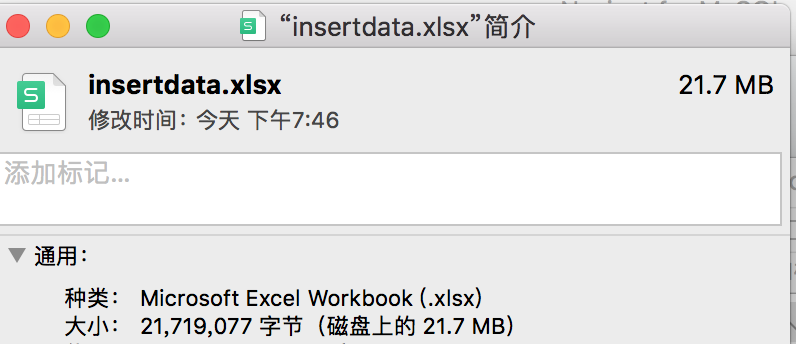 “insertdata.xlsx”简介
insertdata.xlsx 21.7 MB
修改时间：今天 下午7:46
添加标记...
通用：
种类： Microsoft Excel Workbook (.xlsx)
大小： 21,719,077 字节（磁盘上的 21.7 MB）